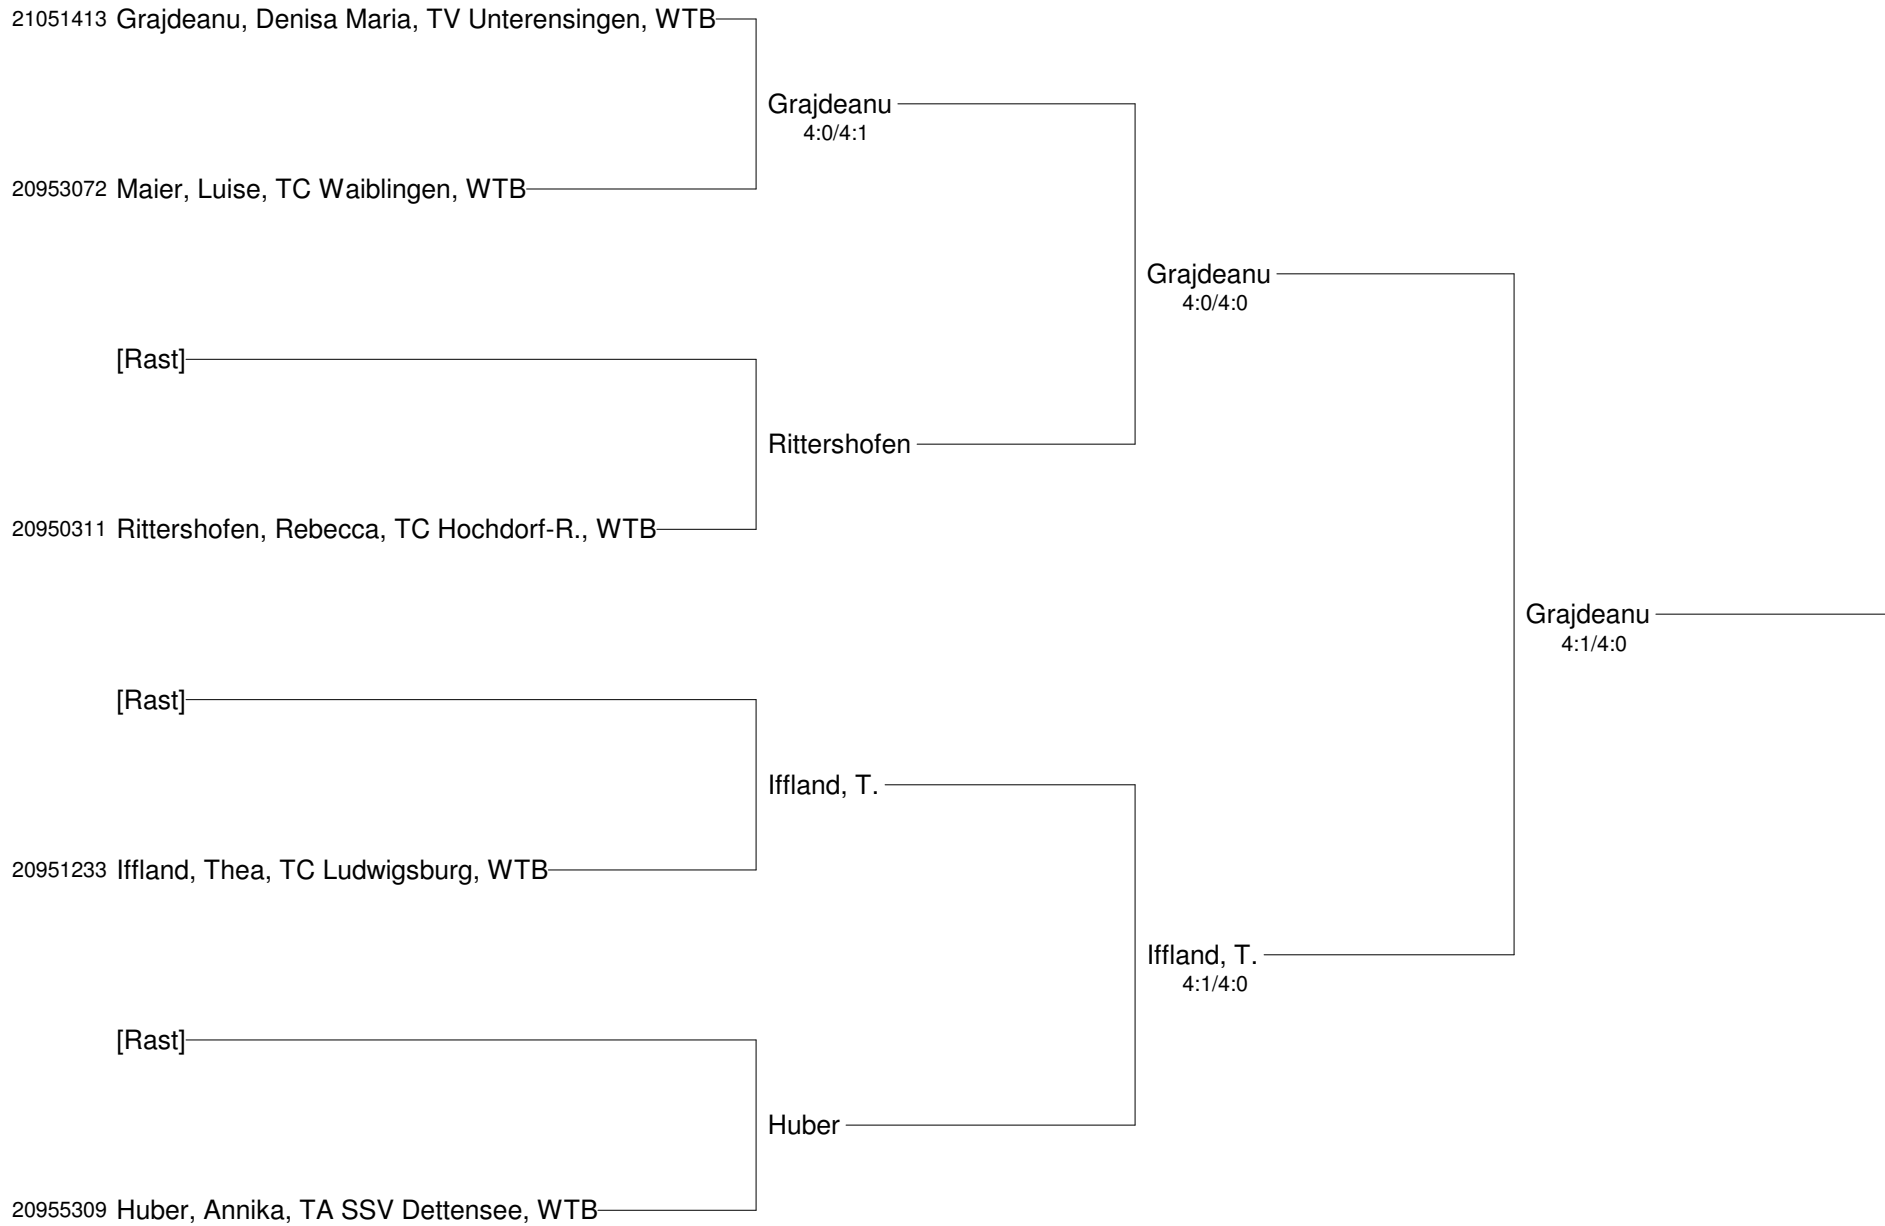 21051413 Grajdeanu, Denisa Maria, TV Unterensingen, WTB
Grajdeanu
4:0/4:1
20953072 Maier, Luise, TC Waiblingen, WTB
Grajdeanu
4:0/4:0
[Rast]
Rittershofen
20950311 Rittershofen, Rebecca, TC Hochdorf-R., WTB
Grajdeanu
4:1/4:0
[Rast]
Iffland, T.
20951233 Iffland, Thea, TC Ludwigsburg, WTB
Iffland, T.
4:1/4:0
[Rast]
Huber
20955309 Huber, Annika, TA SSV Dettensee, WTB